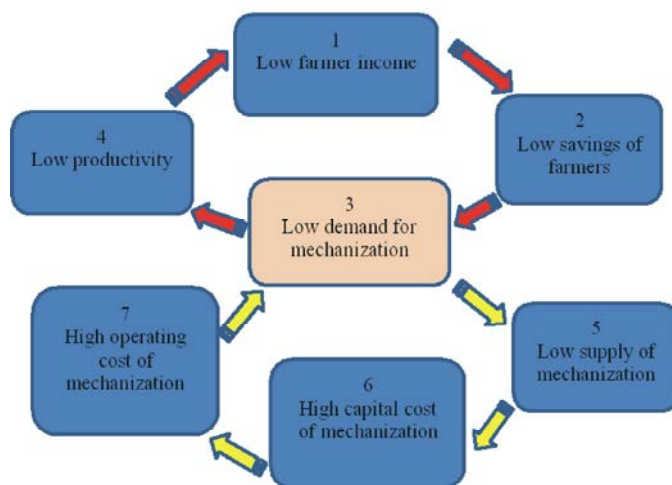 1
Low farmer income
2
Low savings of
farmers
3
Low demand for
mechanization
4
Low productivity
5
Low supply of
mechanization
6
High capital cost
of mechanization
7
High operating
cost of
mechanization